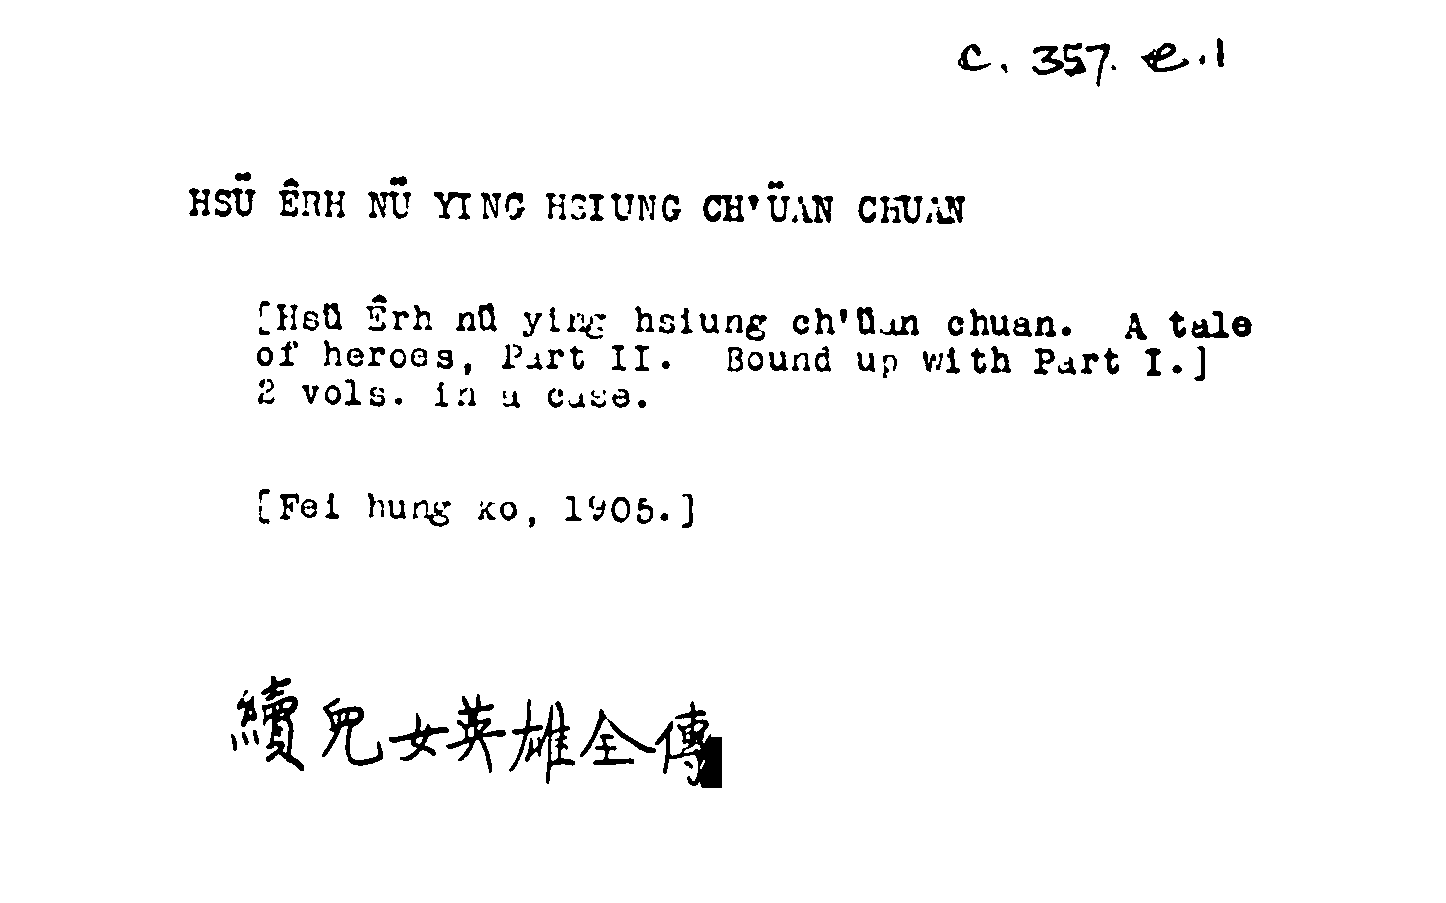 c. 357. e.1
HSÜ ÊRH NÜ YING HSIUNG CH'ÜAN CHUAN
[Hsü Êrh nü ying hsiung ch'üan chuan. A tale
of heroes, Part II. Bound up with Part I.]
2 vols. in a case.
[Fei hung ko, 1905.]
續兒女英雄全傳